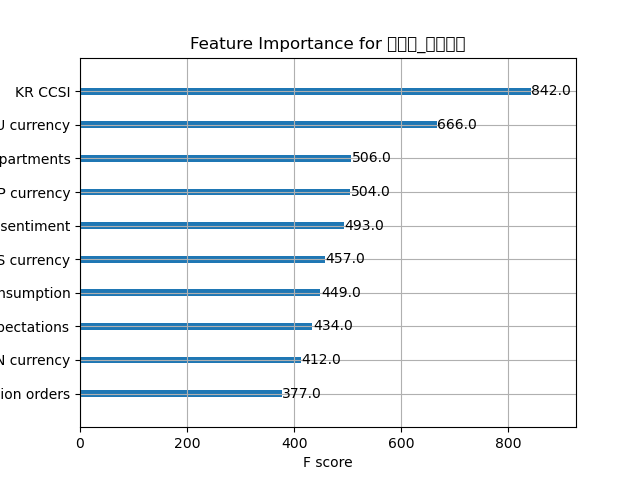 Feature Importance for
KR CCSI
842.0
U currency
666.0
partments
506.0
P currency
504.0
sentiment
493.0
S currency
457.0
nsumption
449.0
pectations
434.0
N currency
412.0
ion orders
377.0
0 200 400 600 800
F score